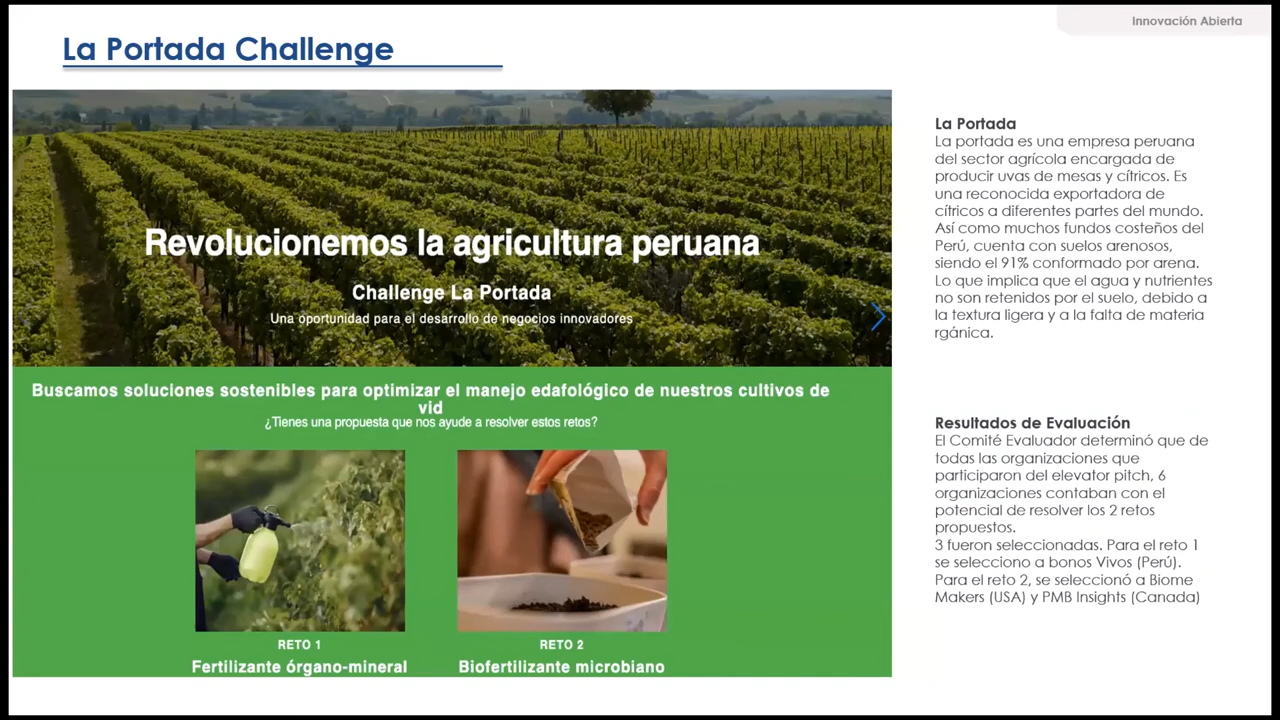 Innovación Abierta
La Portada Challenge
Revolucionemos la agricultura peruana
Challenge La Portada
Una oportunidad para el desarrollo de negocios innovadores
Buscamos soluciones sostenibles para optimizar el manejo edafológico de nuestros cultivos de
vid
¿Tienes una propuesta que nos ayude a resolver estos retos?
RETO 1
Fertilizante órgano-mineral
RETO 2
Biofertilizante microbiano
La Portada
La portada es una empresa peruana
del sector agrícola encargada de
producir uvas de mesas y cítricos. Es
una reconocida exportadora de
cítricos a diferentes partes del mundo.
Así como muchos fundos costeños del
Perú, cuenta con suelos arenosos,
siendo el 91% conformado por arena.
Lo que implica que el agua y nutrientes
no son retenidos por el suelo, debido a
la textura ligera y a la falta de materia
rgánica.
Resultados de Evaluación
El Comité Evaluador determinó que de
todas las organizaciones que
participaron del elevator pitch, 6
organizaciones contaban con el
potencial de resolver los 2 retos
propuestos.
3 fueron seleccionadas. Para el reto 1
se selecciono a bonos Vivos (Perú).
Para el reto 2, se seleccionó a Biome
Makers (USA) y PMB Insights (Canada)